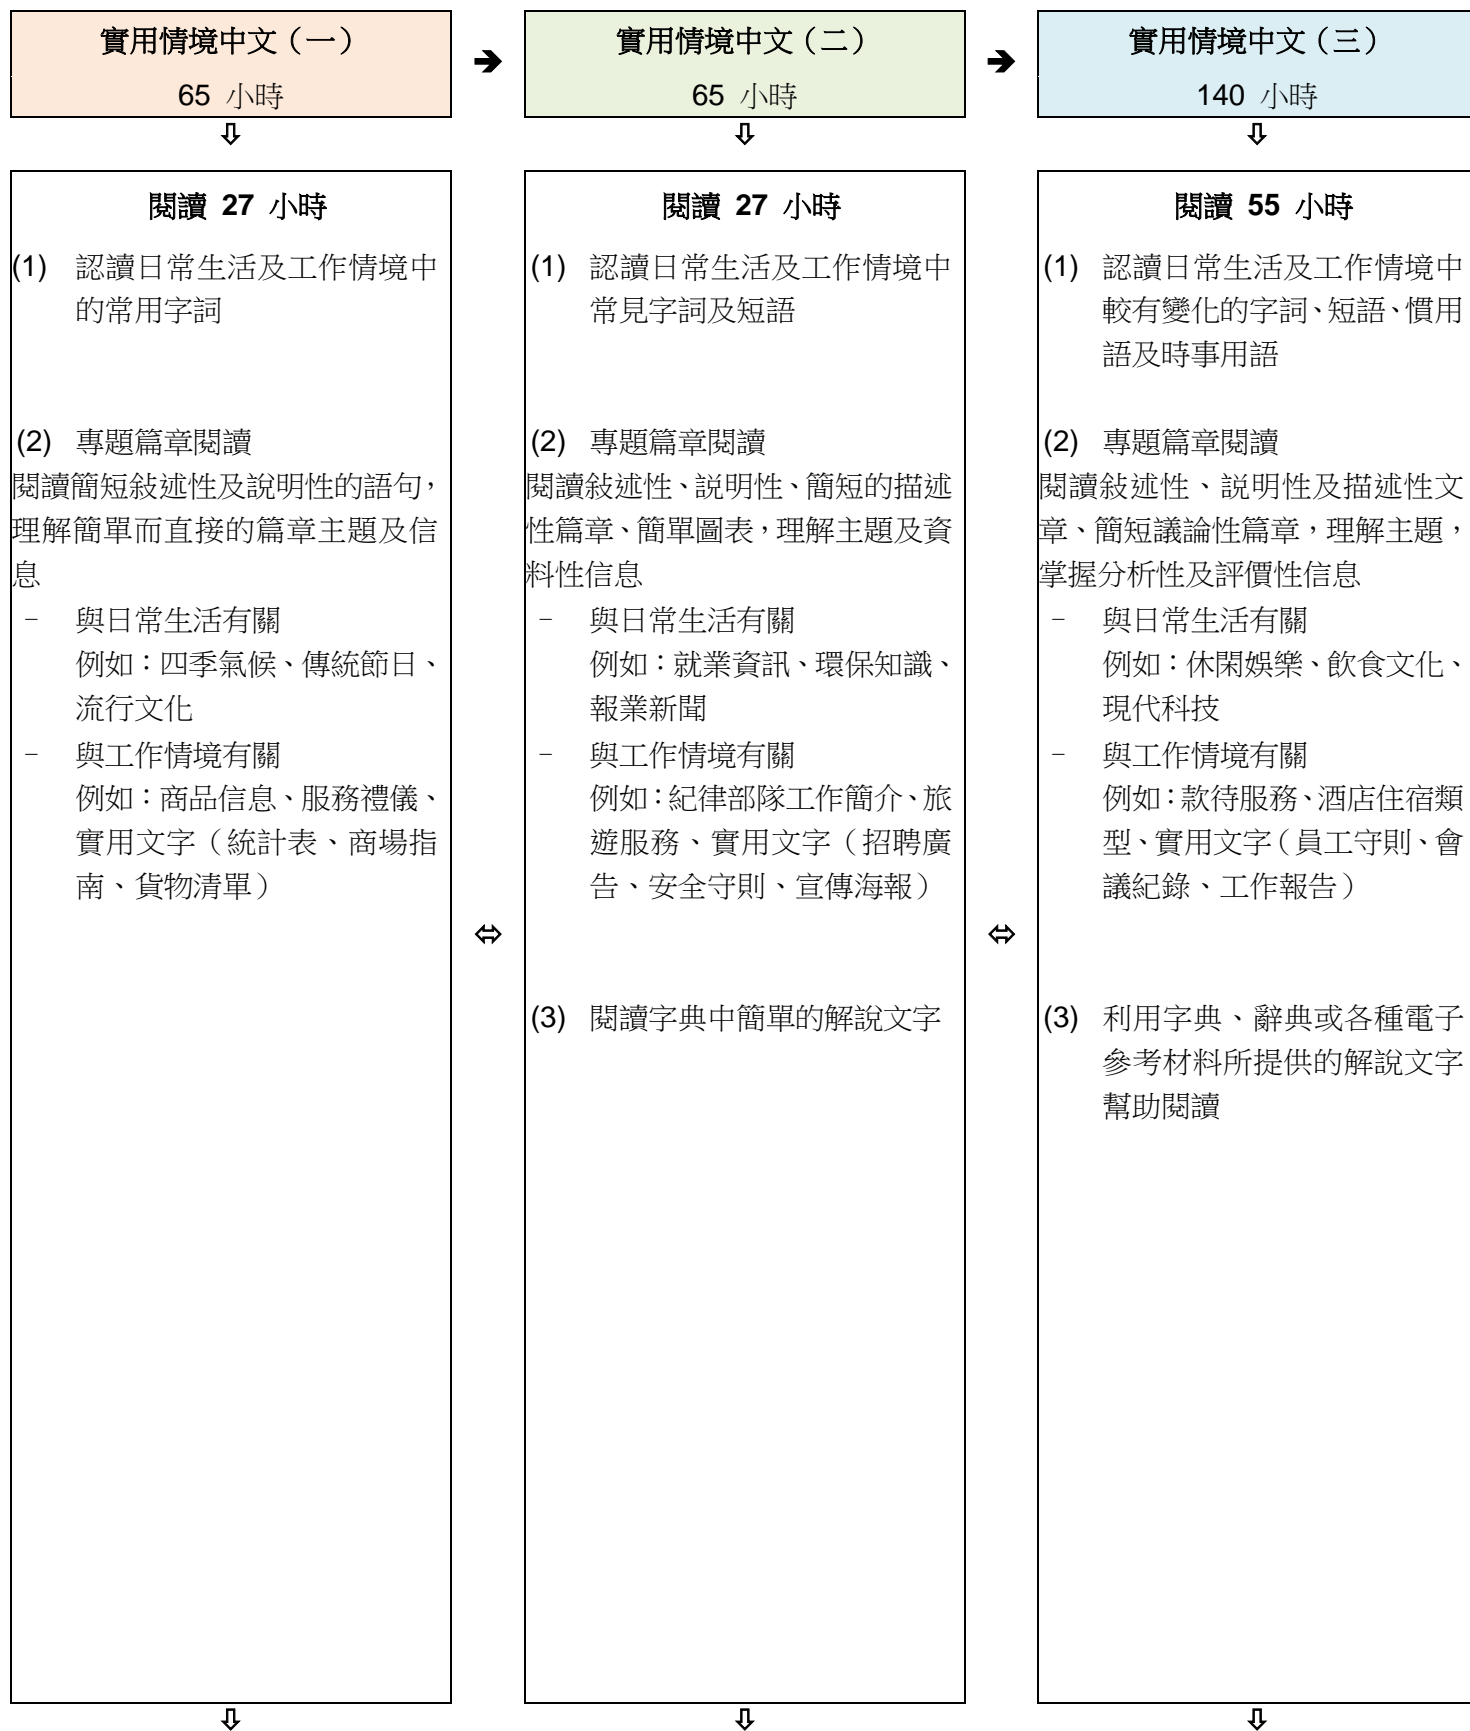 實用情境中文（一）
65 小時
➔
實用情境中文（二）
65 小時
➔
實用情境中文（三）
140 小時
⇩
⇩
⇩
閱讀 27 小時
(1) 認讀日常生活及工作情境中
的常用字詞
(2) 專題篇章閱讀
閱讀簡短敍述性及說明性的語句，
理解簡單而直接的篇章主題及信
息
- 與日常生活有關
例如：四季氣候、傳統節日、
流行文化
- 與工作情境有關
例如：商品信息、服務禮儀、
實用文字（統計表、商場指
南、貨物清單）
⇔
閱讀 27 小時
(1) 認讀日常生活及工作情境中
常見字詞及短語
(2) 專題篇章閱讀
閱讀敍述性、説明性、簡短的描述
性篇章、簡單圖表，理解主題及資
料性信息
- 與日常生活有關
例如：就業資訊、環保知識、
報業新聞
- 與工作情境有關
例如：紀律部隊工作簡介、旅
遊服務、實用文字（招聘廣
告、安全守則、宣傳海報）
(3) 閱讀字典中簡單的解說文字
⇔
閱讀 55 小時
(1) 認讀日常生活及工作情境中
較有變化的字詞、短語、慣用
語及時事用語
(2) 專題篇章閱讀
閱讀敍述性、説明性及描述性文
章、簡短議論性篇章，理解主題，
掌握分析性及評價性信息
- 與日常生活有關
例如：休閑娛樂、飲食文化、
現代科技
- 與工作情境有關
例如：款待服務、酒店住宿類
型、實用文字（員工守則、會
議紀錄、工作報告）
(3) 利用字典、辭典或各種電子
參考材料所提供的解說文字
幫助閱讀
⇩
⇩
⇩